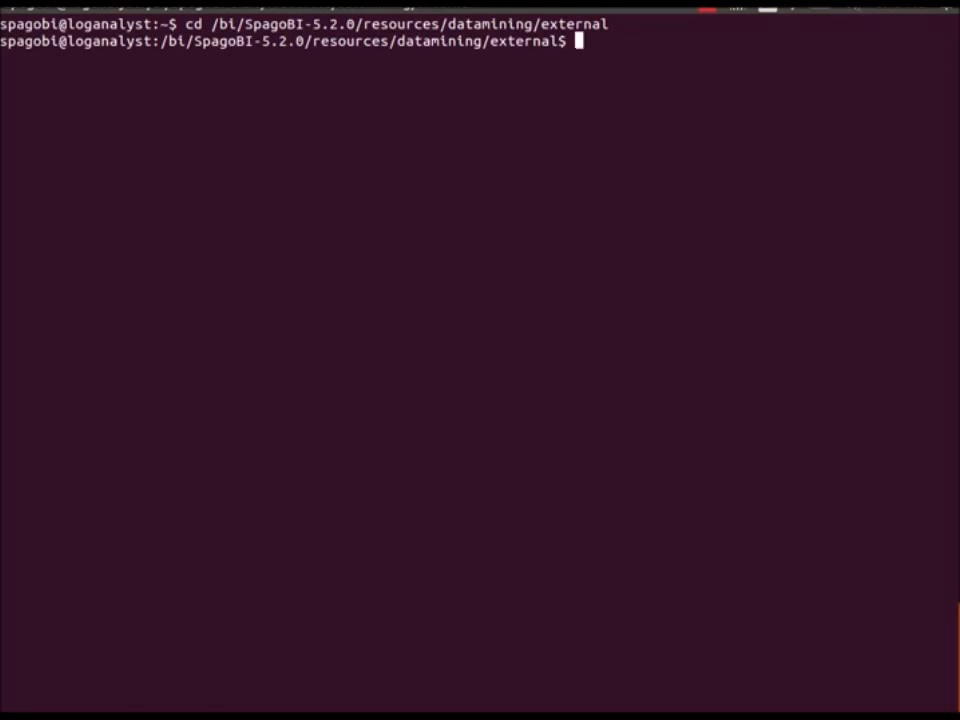 spagobi@loganalyst:~$ cd /bi/SpagoBI-5.2.0/resources/datamining/external
spagobi@loganalyst:/bi/SpagoBI-5.2.0/resources/datamining/external$